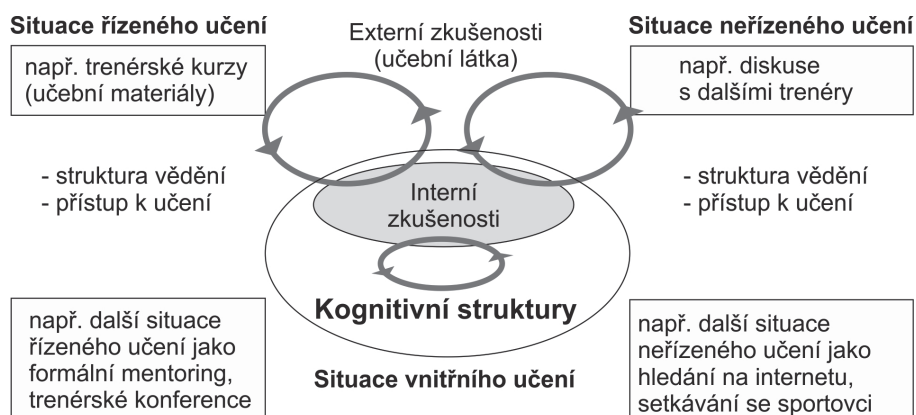 Situace řízeného učení
např. trenérské kurzy
(učební materiály)
- struktura vědění
- přístup k učení
např. další situace
řízeného učení jako
formální mentoring,
trenérské konference
Externí zkušenosti
(učební látka)
Interní
zkušenosti
Kognitivní struktury
Situace vnitřního učení
Situace neřízeného učení
např. diskuse
s dalšími trenéry
- struktura vědění
- přístup k učení
např. další situace
neřízeného učení jako
hledání na internetu,
setkávání se sportovci